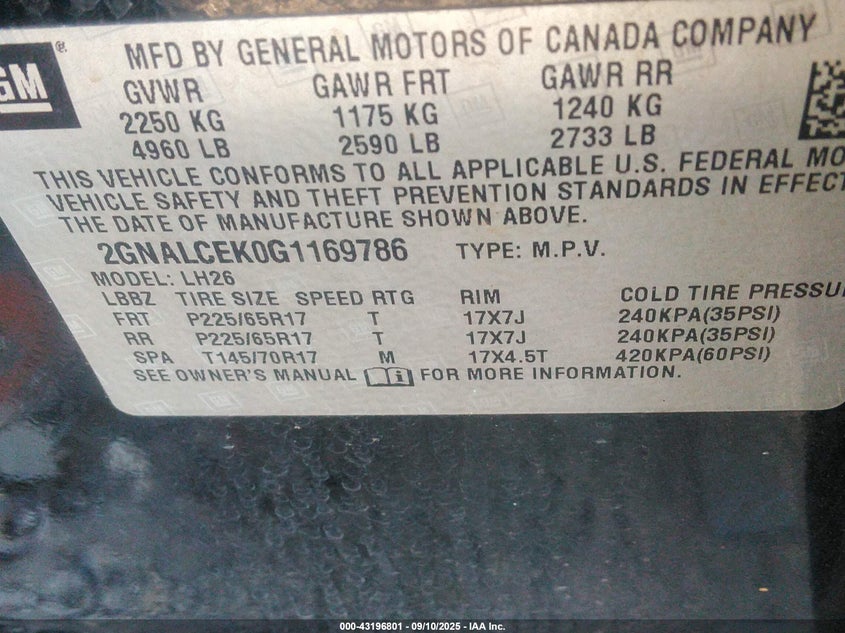 GM®
MFD BY GENERAL MOTORS OF CANADA COMPANY
GVWR GAWR FRT GAWR RR
2250 KG 1175 KG 1240 KG
4960 LB 2590 LB 2733 LB
THIS VEHICLE CONFORMS TO ALL APPLICABLE U.S. FEDERAL MO
VEHICLE SAFETY AND THEFT PREVENTION STANDARDS IN EFFECT
THE DATE OF MANUFACTURE SHOWN ABOVE.
2GNALCEK0G1169786 TYPE: M.P.V.
MODEL: LH26
LBBZ TIRE SIZE SPEED RTG RIM COLD TIRE PRESSU
FRT P225/65R17 T 17X7J 240KPA(35PSI)
RR P225/65R17 T 17X7J 240KPA(35PSI)
SPA T145/70R17 M 17X4.5T 420KPA(60PSI)
SEE OWNER'S MANUAL FOR MORE INFORMATION.
000-43196801 - 09/10/2025 - IAA Inc.